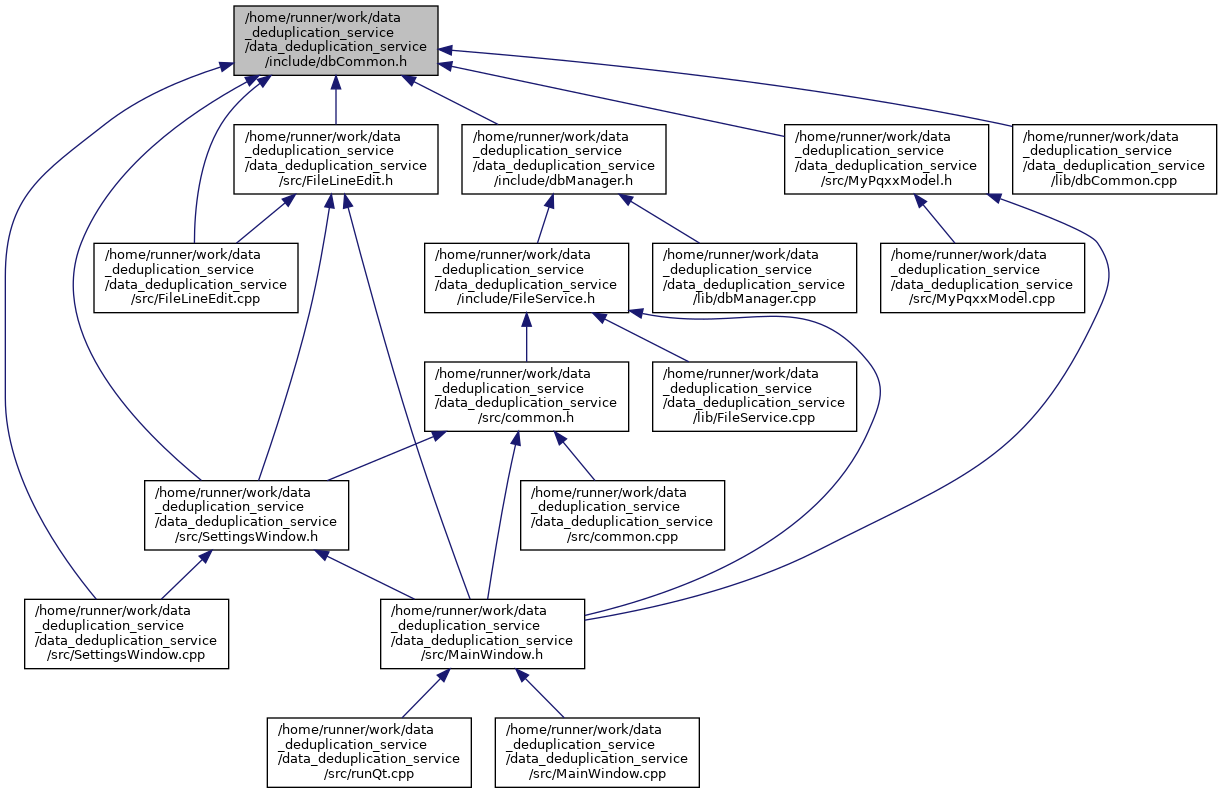 /home/runner/work/data
_deduplication_service
/data_deduplication_service
/include/dbCommon.h
/home/runner/work/data
_deduplication_service
/data_deduplication_service
/src/FileLineEdit.h
/home/runner/work/data
_deduplication_service
/data_deduplication_service
/include/dbManager.h
/home/runner/work/data
_deduplication_service
/data_deduplication_service
/src/MyPqxxModel.h
/home/runner/work/data
_deduplication_service
/data_deduplication_service
/lib/dbCommon.cpp
/home/runner/work/data
_deduplication_service
/data_deduplication_service
/src/FileLineEdit.cpp
/home/runner/work/data
_deduplication_service
/data_deduplication_service
/include/FileService.h
/home/runner/work/data
_deduplication_service
/data_deduplication_service
/lib/dbManager.cpp
/home/runner/work/data
_deduplication_service
/data_deduplication_service
/src/MyPqxxModel.cpp
/home/runner/work/data
_deduplication_service
/data_deduplication_service
/src/common.h
/home/runner/work/data
_deduplication_service
/data_deduplication_service
/lib/FileService.cpp
/home/runner/work/data
_deduplication_service
/data_deduplication_service
/src/SettingsWindow.h
/home/runner/work/data
_deduplication_service
/data_deduplication_service
/src/common.cpp
/home/runner/work/data
_deduplication_service
/data_deduplication_service
/src/SettingsWindow.cpp
/home/runner/work/data
_deduplication_service
/data_deduplication_service
/src/MainWindow.h
/home/runner/work/data
_deduplication_service
/data_deduplication_service
/src/runQt.cpp
/home/runner/work/data
_deduplication_service
/data_deduplication_service
/src/MainWindow.cpp